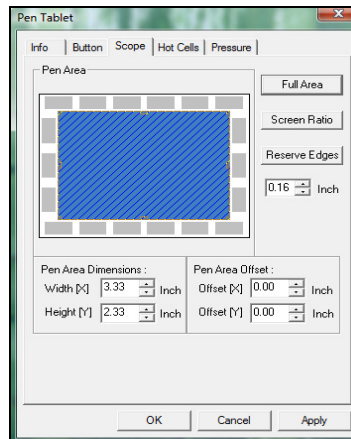 Pen Tablet
Info Button Scope Hot Cells Pressure
Pen Area
Full Area
Screen Ratio
Reserve Edges
0.16 Inch
Pen Area Dimensions :
Width [X] 3.33 Inch
Height [Y] 2.33 Inch
Pen Area Offset :
Offset [X] 0.00 Inch
Offset [Y] 0.00 Inch
OK Cancel Apply